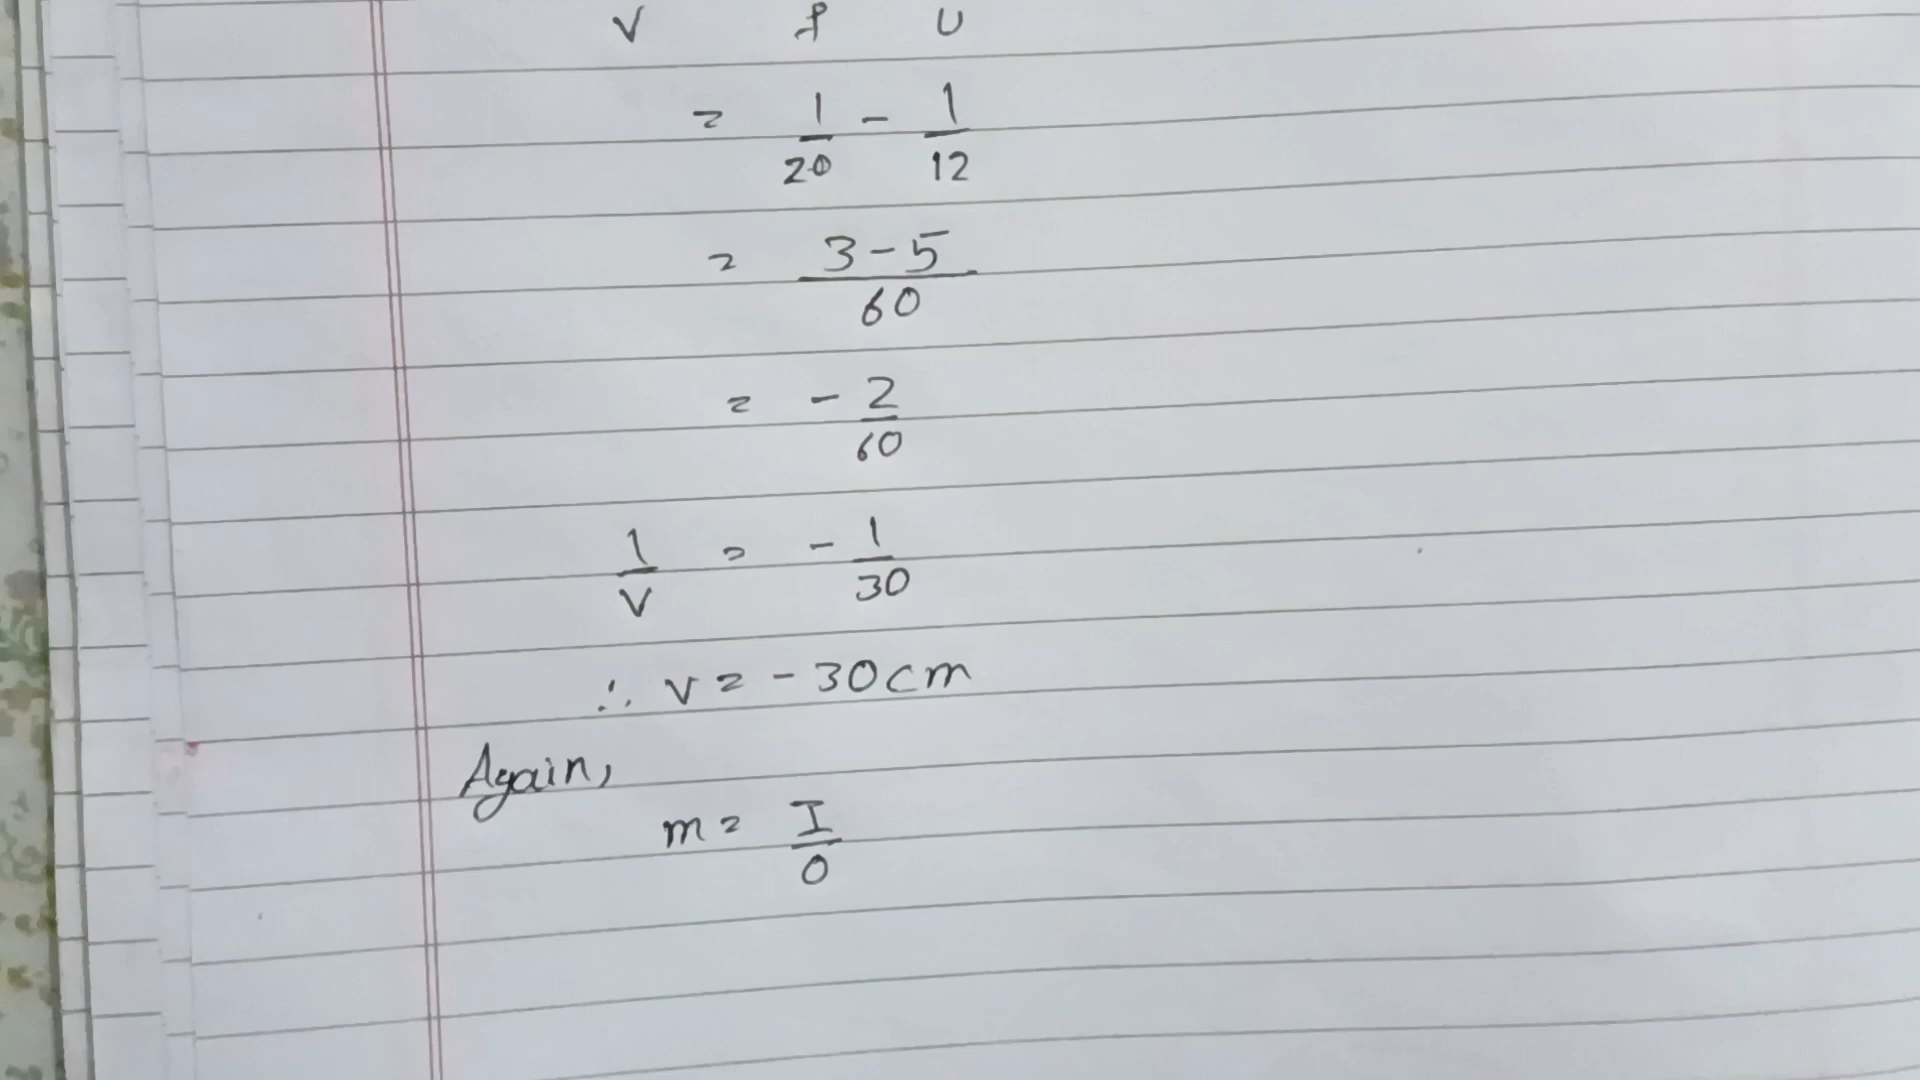 V f U
= 1/20 - 1/12
= 3-5/60
= - 2/60
1/V = - 1/30
∴ V = - 30cm
Again,
m = I/O